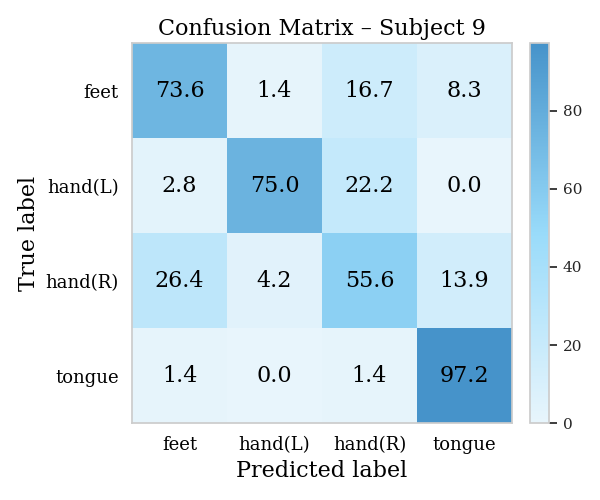 Confusion Matrix – Subject 9
True label
feet
73.6 1.4 16.7 8.3
hand(L)
2.8 75.0 22.2 0.0
hand(R)
26.4 4.2 55.6 13.9
tongue
1.4 0.0 1.4 97.2
feet hand(L) hand(R) tongue
Predicted label
80
60
40
20
0